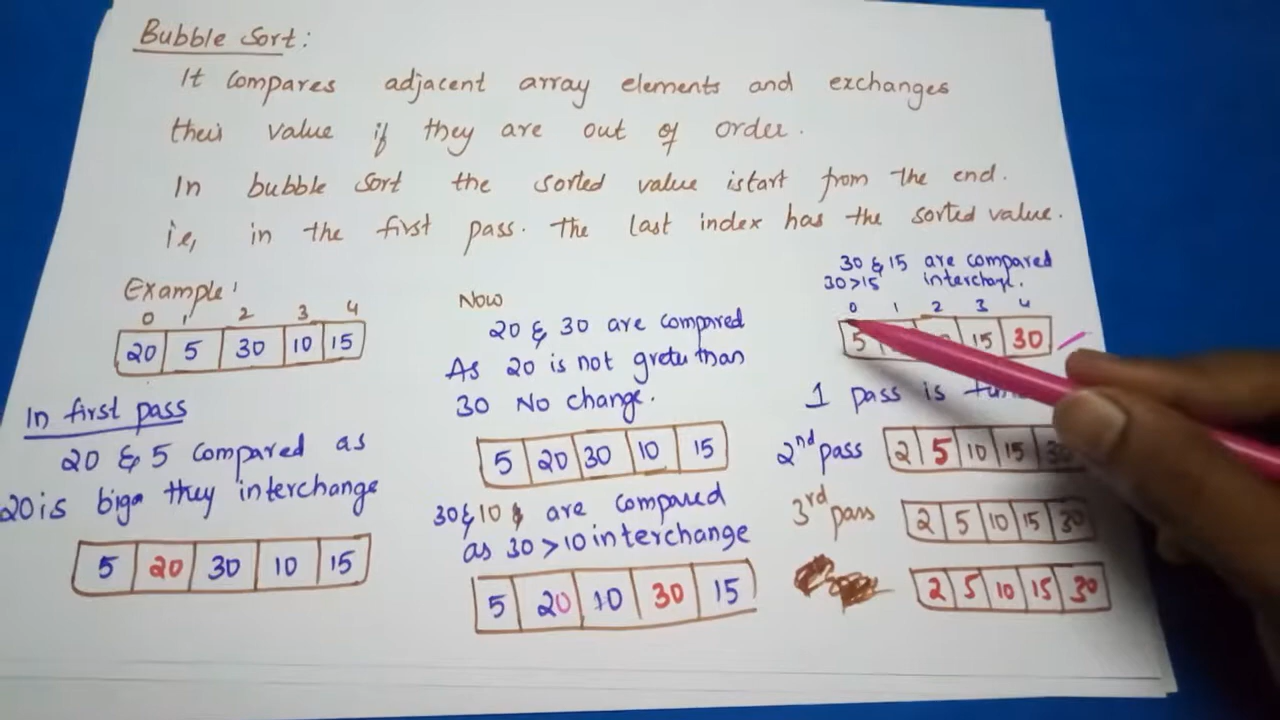 Bubble Sort:
It compares adjacent array elements and exchanges
their value if they are out of order.
In bubble sort the sorted value istart from the end.
ie, in the first pass. The last index has the sorted value.
Example!
0 1 2 3 4
20 5 30 10 15
In first pass
20 & 5 compared as
20 is biga they interchange
5 20 30 10 15
Now
20 & 30 are compared
As 20 is not greter than
30 No change.
5 20 30 10 15
30 & 10 are compared
as 30 > 10 interchange
5 20 10 30 15
30 & 15 are compared
30 > 15 interchange.
0 1 2 3 4
5 15 30
1 pass is
2nd pass 2 5 10 15 30
3rd pass 2 5 10 15 30
2 5 10 15 30